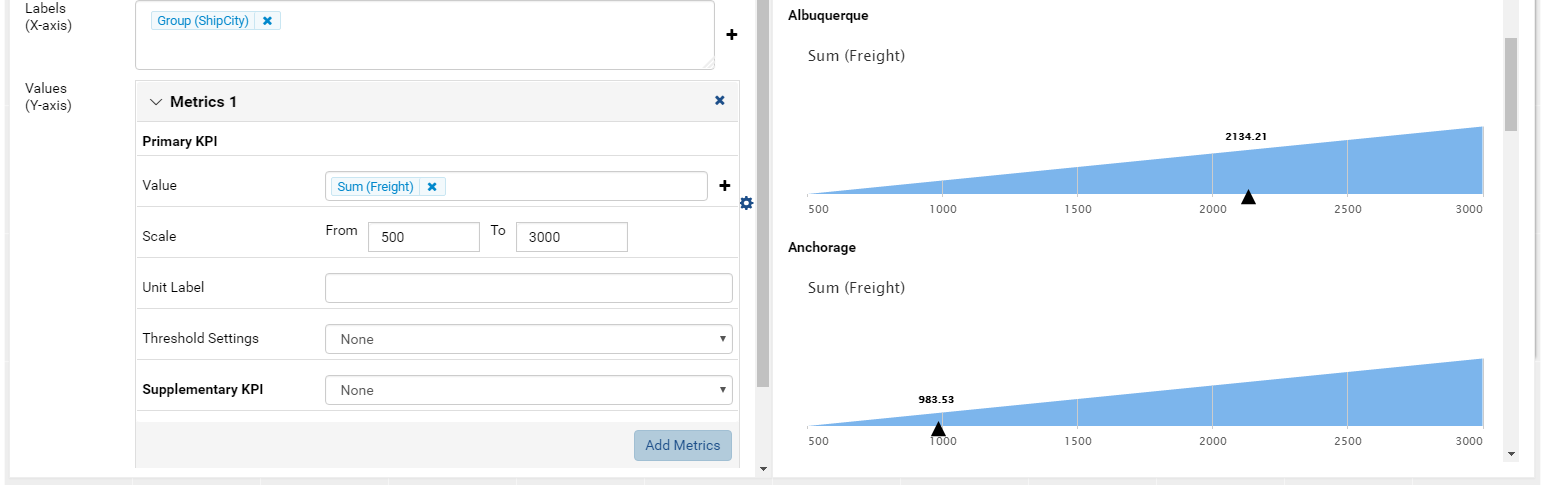 Labels
(X-axis)
Group (ShipCity) ✖
+
Values
(Y-axis)
Metrics 1 ✖
Primary KPI
Value Sum (Freight) ✖ +
Scale From 500 To 3000
Unit Label
Threshold Settings None
Supplementary KPI None
Add Metrics
Albuquerque
Sum (Freight)
2134.21
500 1000 1500 2000 2500 3000
Anchorage
Sum (Freight)
983.53
500 1000 1500 2000 2500 3000